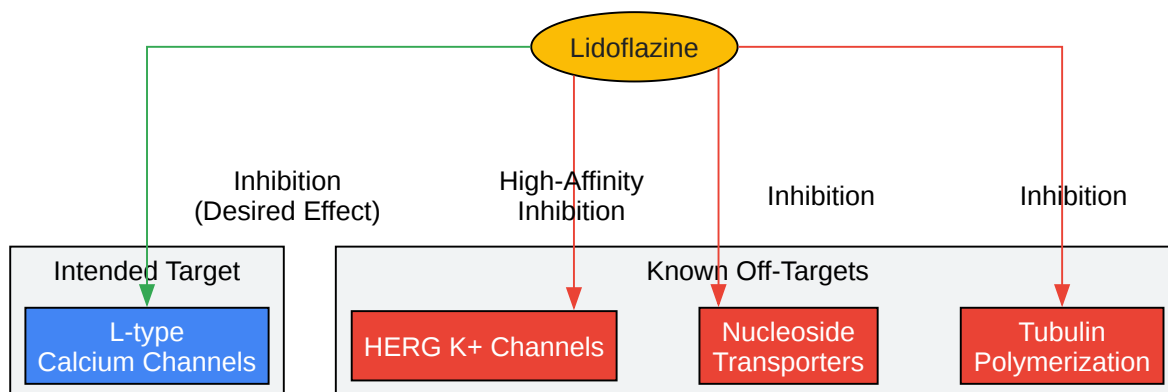 Lidoflazine
Inhibition
(Desired Effect)
High-Affinity
Inhibition
Inhibition
Inhibition
Intended Target
Known Off-Targets
L-type
Calcium Channels
HERG K+ Channels
Nucleoside
Transporters
Tubulin
Polymerization